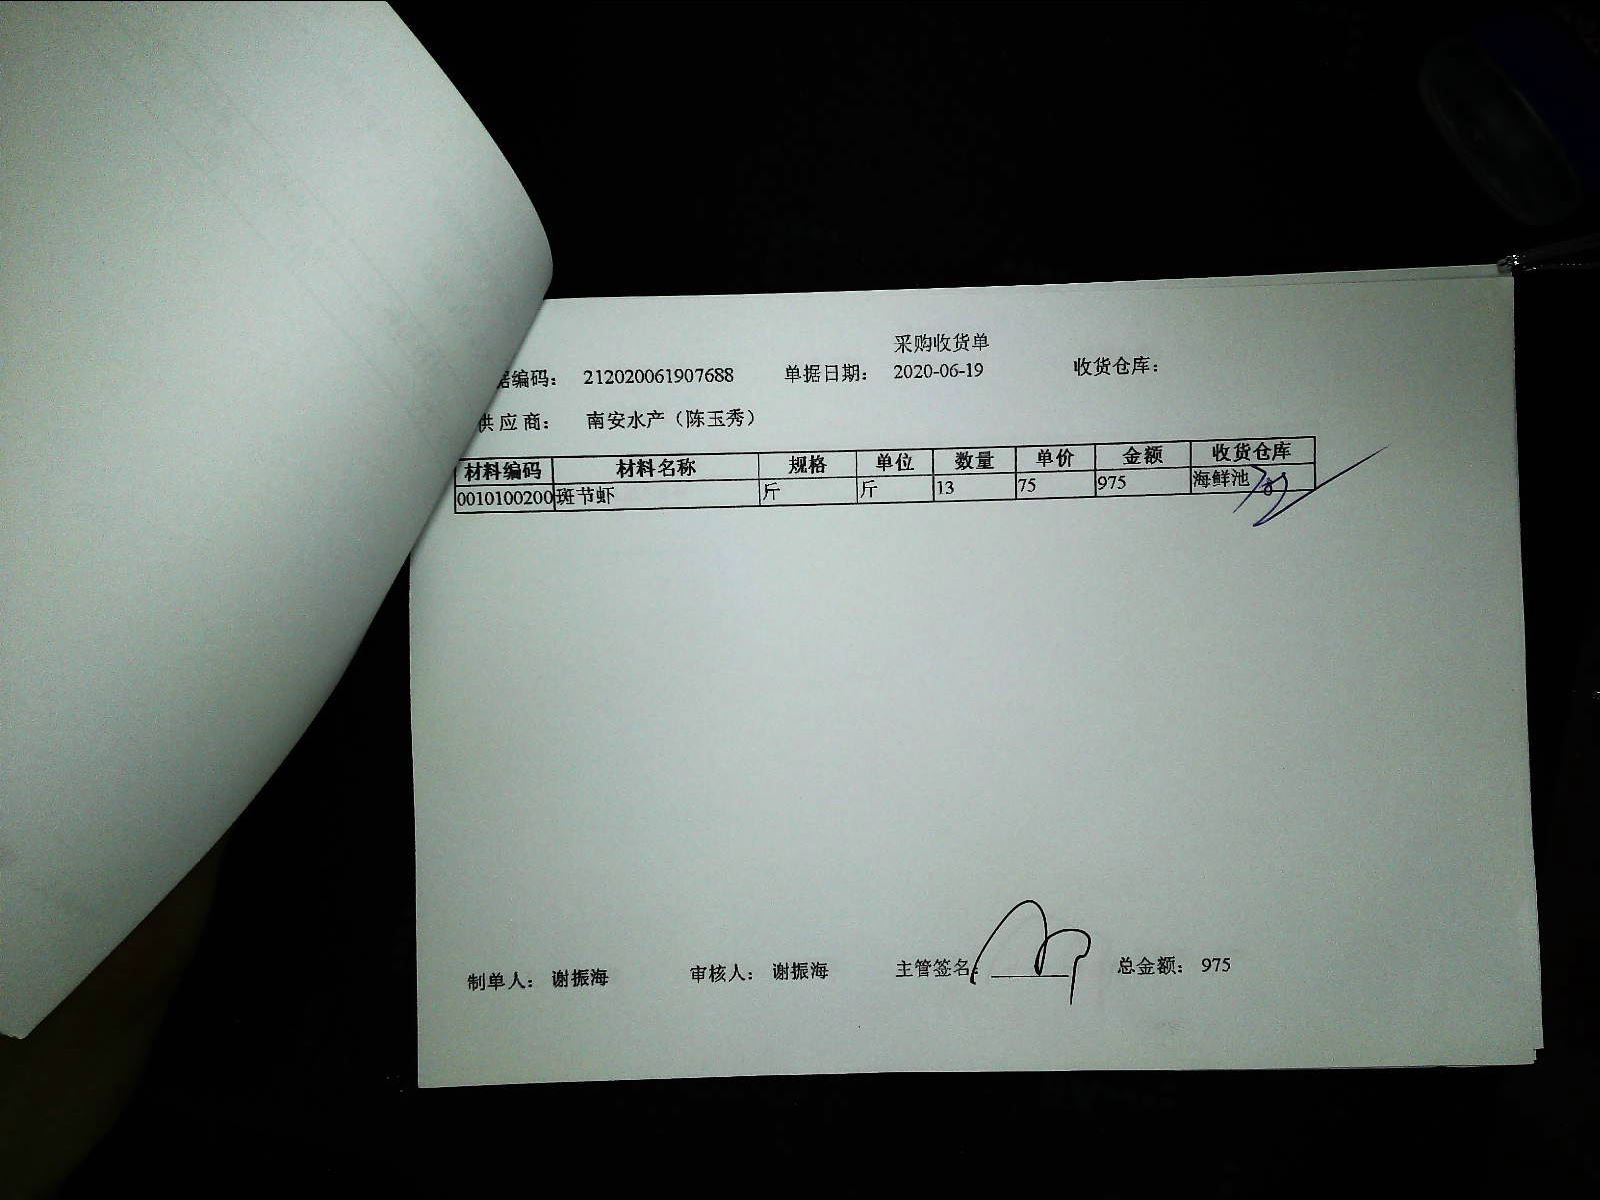 采购收货单
据编码： 212020061907688 单据日期： 2020-06-19 收货仓库：
供 应 商： 南安水产（陈玉秀）
材料编码 材料名称 规格 单位 数量 单价 金额 收货仓库
0010100200 斑节虾 斤 斤 13 75 975 海鲜池
制单人： 谢振海 审核人： 谢振海 主管签名： 总金额： 975